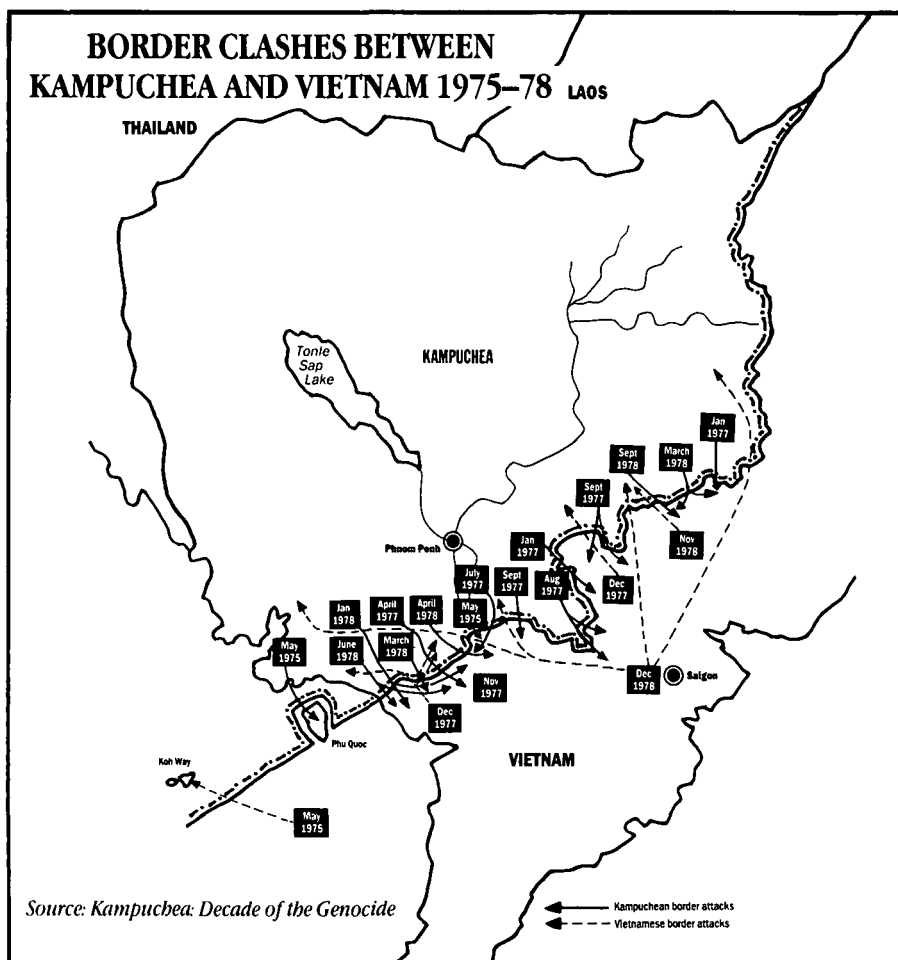 BORDER CLASHES BETWEEN
KAMPUCHEA AND VIETNAM 1975–78
LAOS
THAILAND
Tonle
Sap
Lake
KAMPUCHEA
Jan
1977
March
1978
Sept
1978
Sept
1977
Nov
1978
Phnom Penh
Jan
1977
Dec
1977
July
1977
Sept
1977
Aug
1977
Jan
1978
April
1977
April
1978
May
1975
June
1978
March
1978
May
1975
Nov
1977
Dec
1977
Dec
1978
Saigon
Phu Quoc
VIETNAM
Koh Way
May
1975
Source: Kampuchea: Decade of the Genocide
Kampuchean border attacks
Vietnamese border attacks